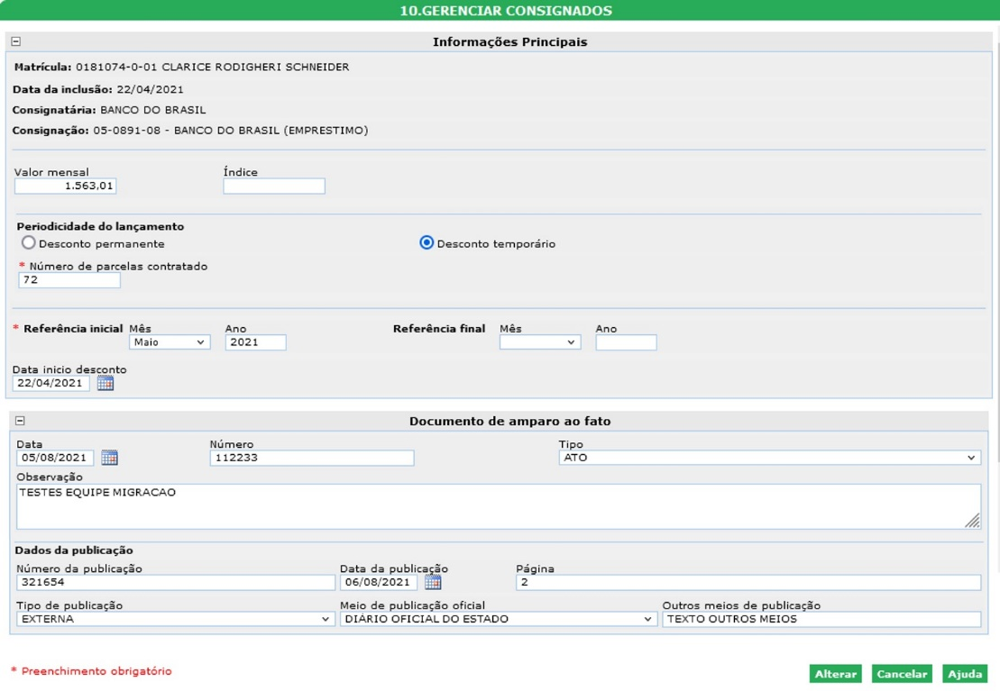 10.GERENCIAR CONSIGNADOS
Informações Principais
Matrícula: 0181074-0-01 CLARICE RODIGHERI SCHNEIDER
Data da inclusão: 22/04/2021
Consignatária: BANCO DO BRASIL
Consignação: 05-0891-08 - BANCO DO BRASIL (EMPRESTIMO)
Valor mensal Índice
1.563,01
Periodicidade do lançamento
Desconto permanente Desconto temporário
* Número de parcelas contratado
72
* Referência inicial Mês Ano Referência final Mês Ano
Maio 2021
Data inicio desconto
22/04/2021
Documento de amparo ao fato
Data Número Tipo
05/08/2021 112233 ATO
Observação
TESTES EQUIPE MIGRACAO
Dados da publicação
Número da publicação Data da publicação Página
321654 06/08/2021 2
Tipo de publicação Meio de publicação oficial Outros meios de publicação
EXTERNA DIÁRIO OFICIAL DO ESTADO TEXTO OUTROS MEIOS
* Preenchimento obrigatório Alterar Cancelar Ajuda